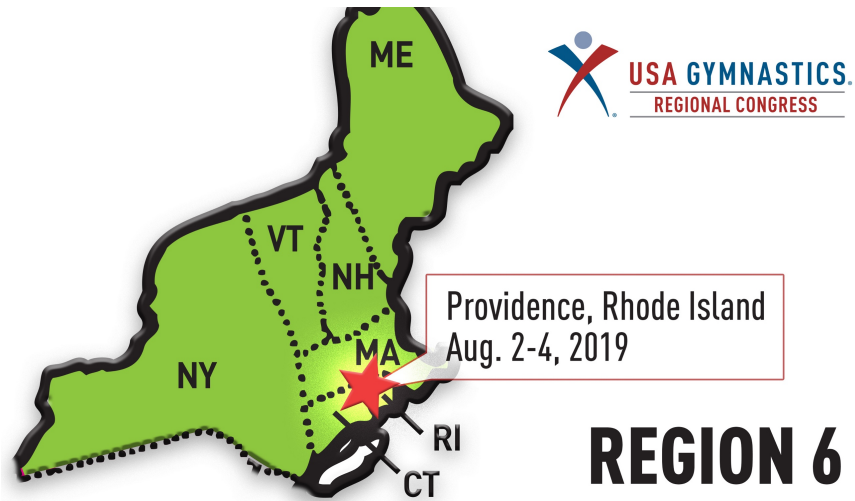 ME
USA GYMNASTICS®
REGIONAL CONGRESS
VT
NH
Providence, Rhode Island
Aug. 2-4, 2019
MA
NY
RI
CT
REGION 6